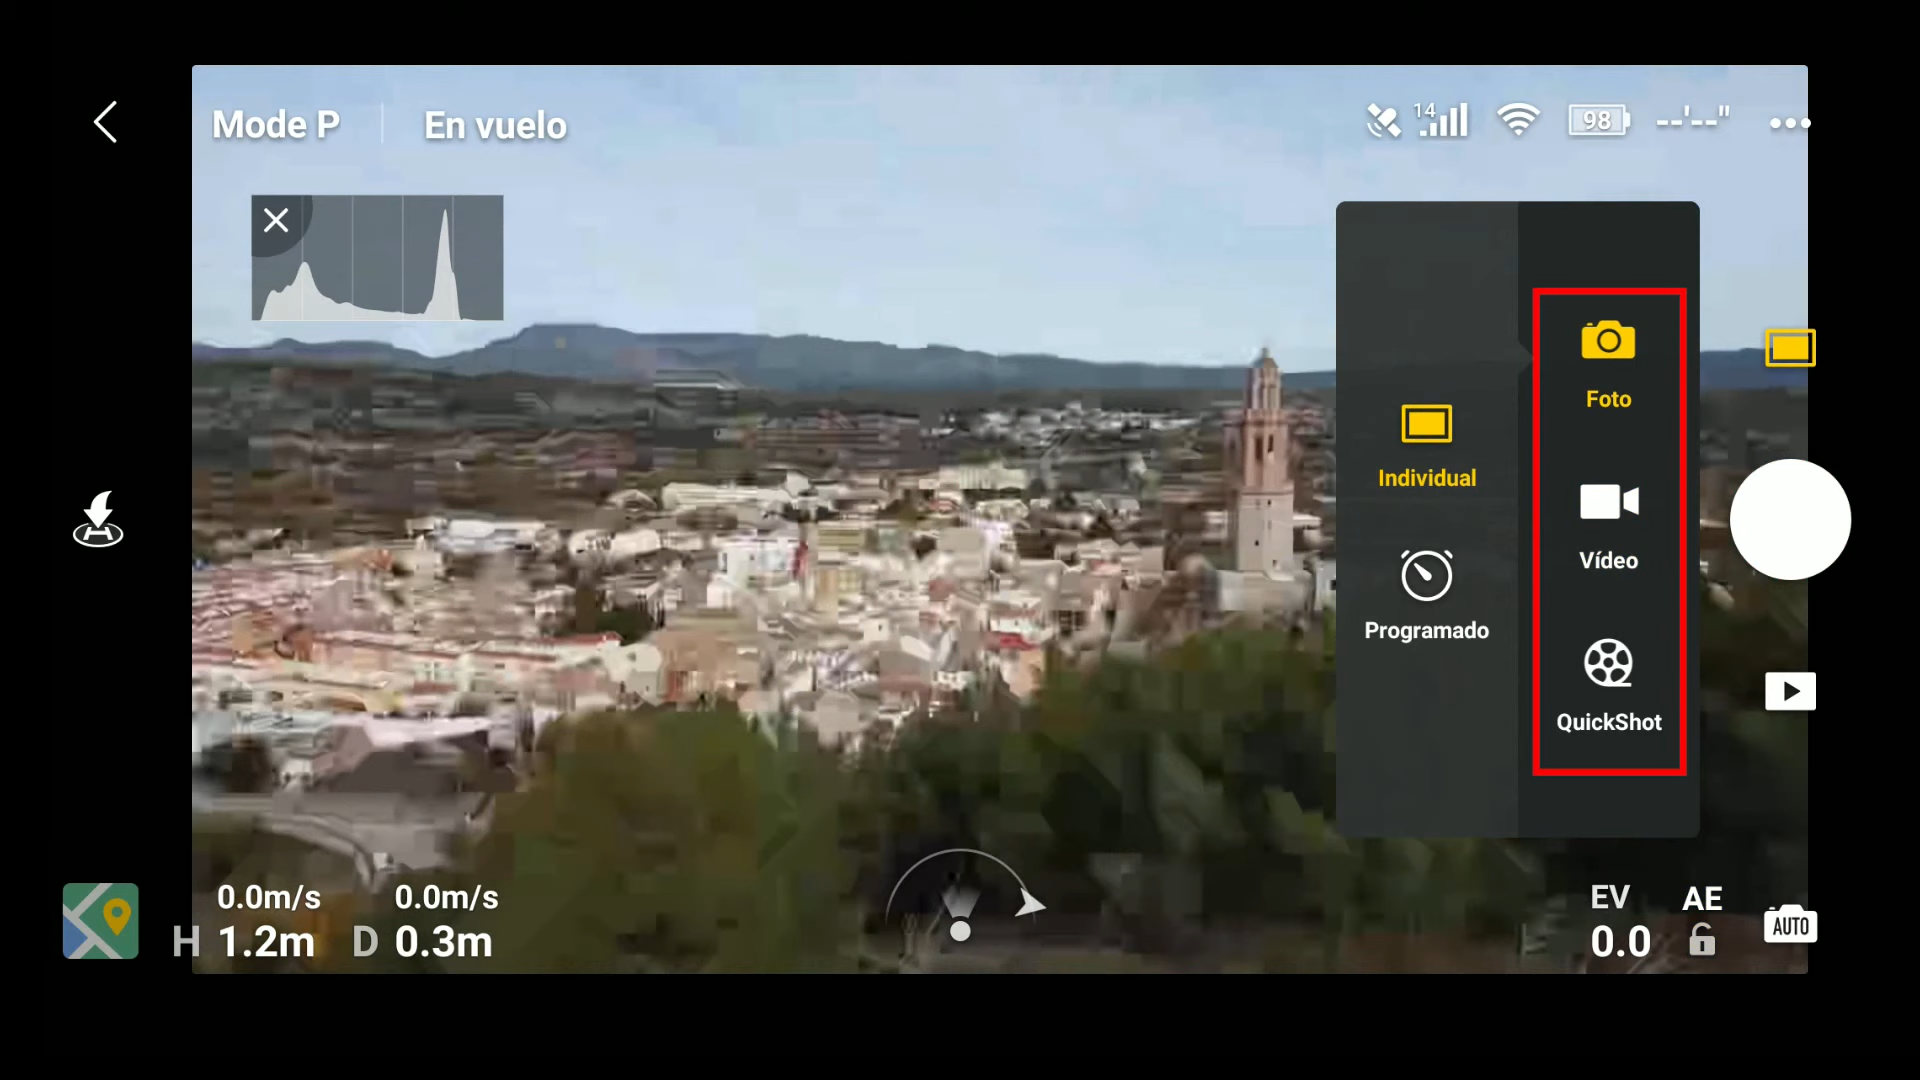 Mode P
En vuelo
14
98
--'--"
Foto
Individual
Vídeo
Programado
QuickShot
0.0m/s 0.0m/s
H 1.2m D 0.3m
EV AE
0.0
AUTO